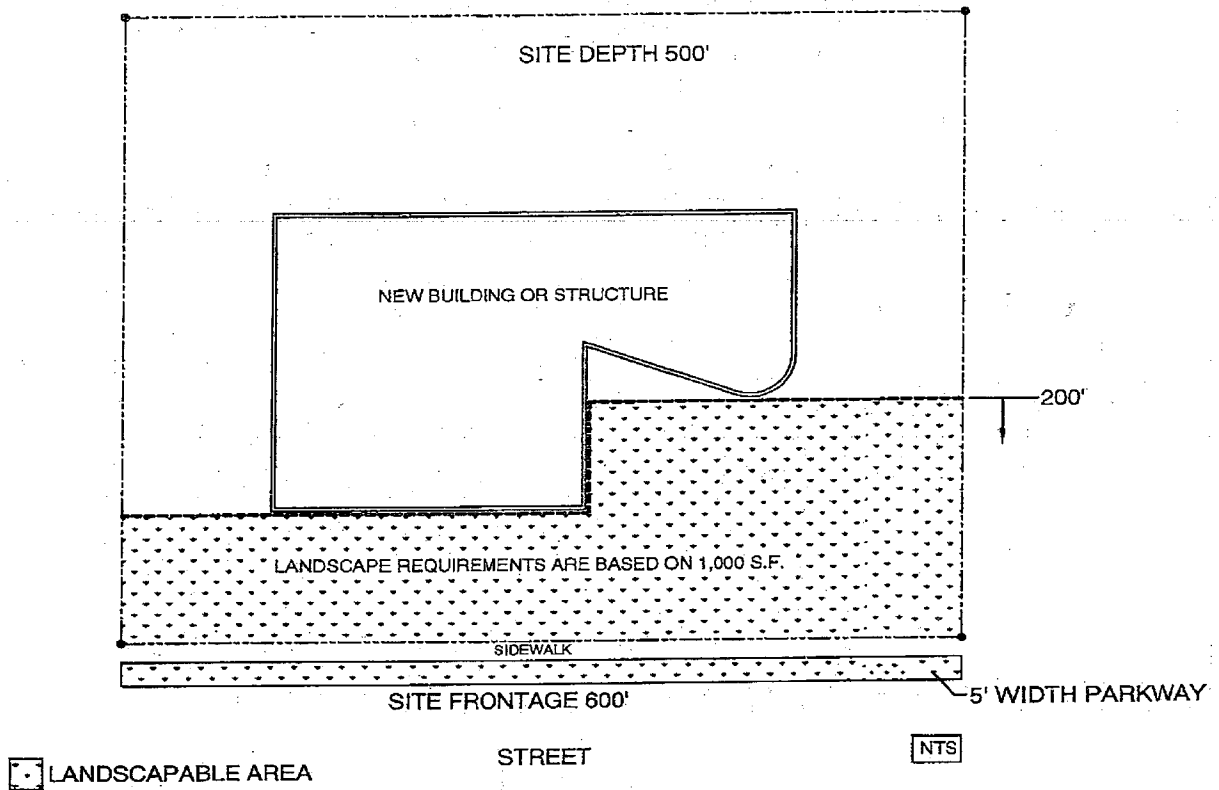 SITE DEPTH 500'
NEW BUILDING OR STRUCTURE
200'
LANDSCAPE REQUIREMENTS ARE BASED ON 1,000 S.F.
SIDEWALK
5' WIDTH PARKWAY
SITE FRONTAGE 600'
STREET
NTS
LANDSCAPABLE AREA